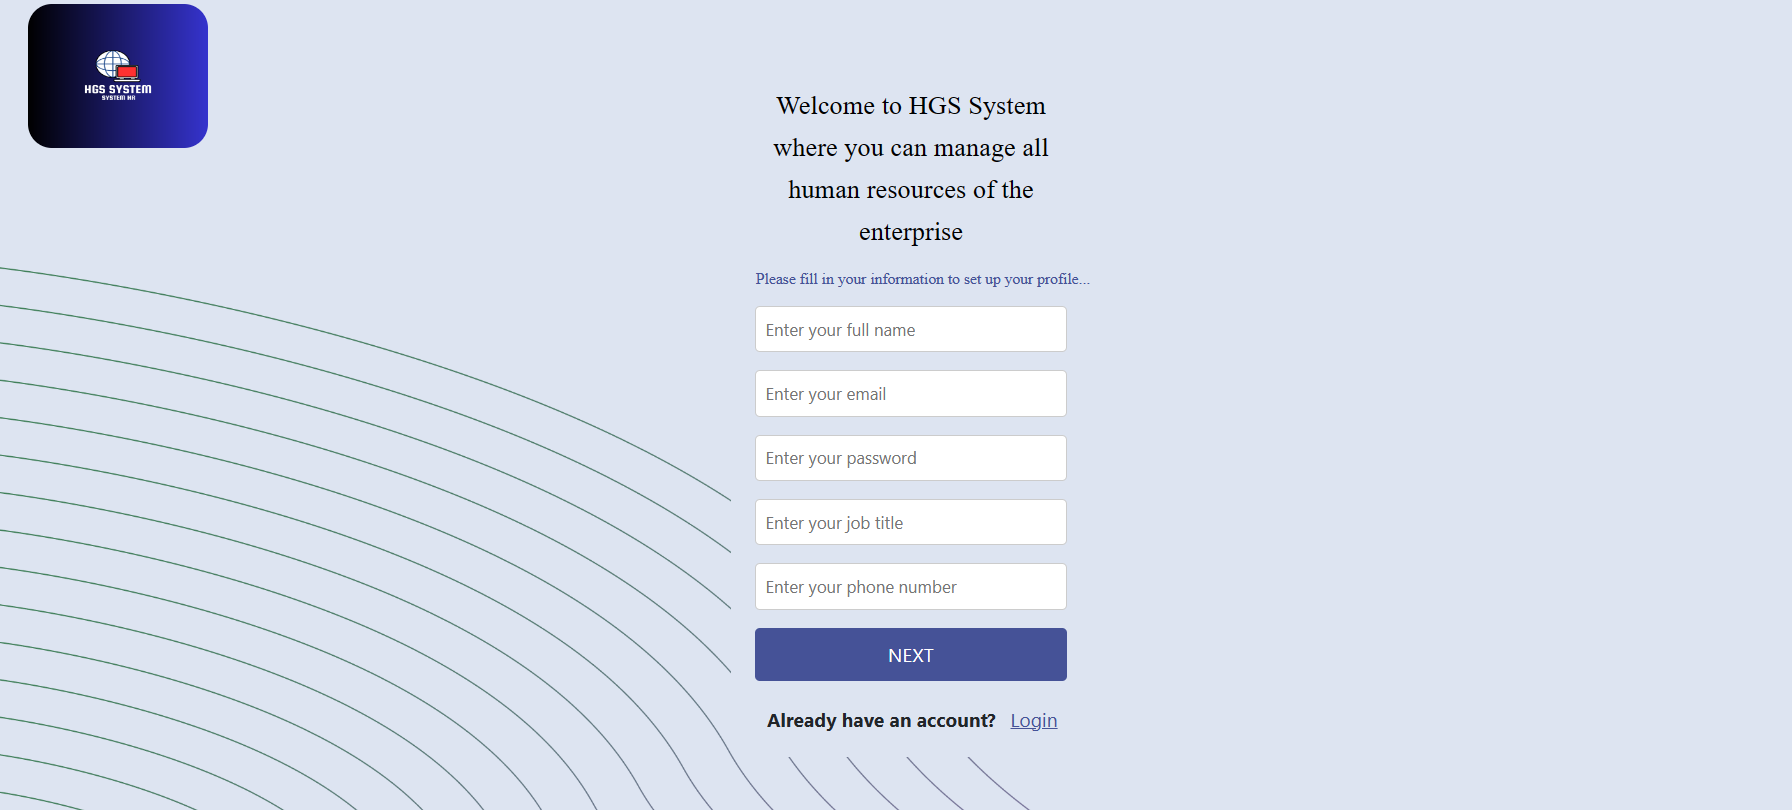 HGS SYSTEM
SYSTEM HR
Welcome to HGS System
where you can manage all
human resources of the
enterprise
Please fill in your information to set up your profile...
Enter your full name
Enter your email
Enter your password
Enter your job title
Enter your phone number
NEXT
Already have an account? Login